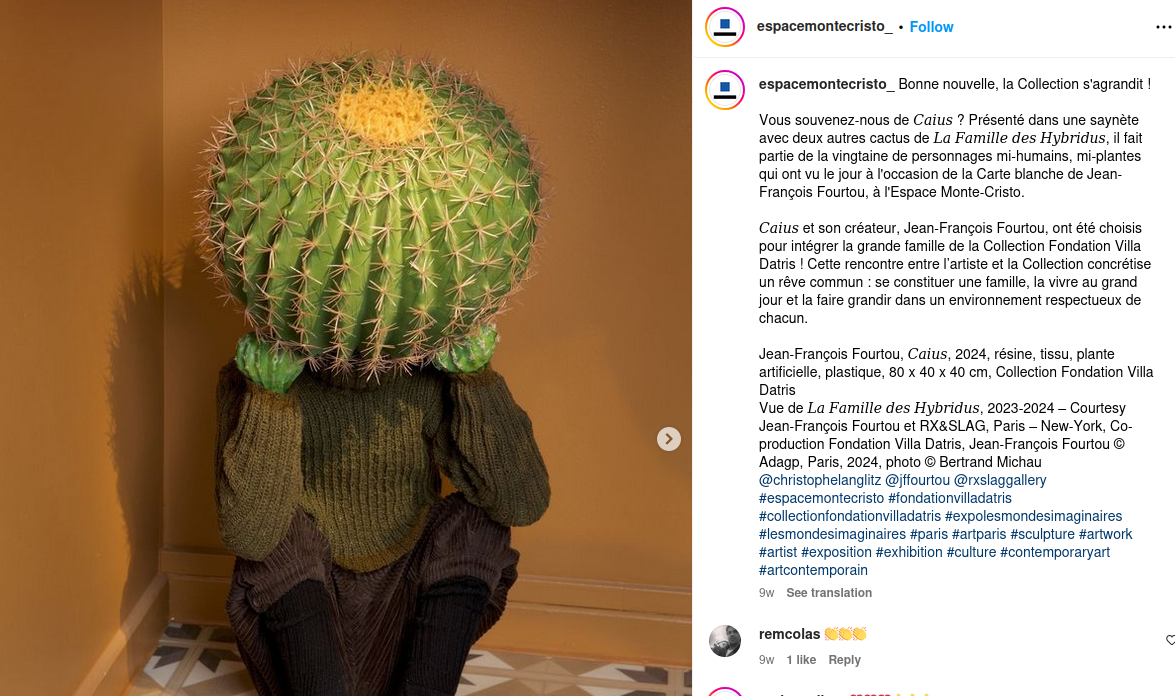 espacemontecristo_ • Follow
espacemontecristo_ Bonne nouvelle, la Collection s'agrandit !
Vous souvenez-nous de Caius ? Présenté dans une saynète
avec deux autres cactus de La Famille des Hybridus, il fait
partie de la vingtaine de personnages mi-humains, mi-plantes
qui ont vu le jour à l'occasion de la Carte blanche de Jean-
François Fourtou, à l'Espace Monte-Cristo.
Caius et son créateur, Jean-François Fourtou, ont été choisis
pour intégrer la grande famille de la Collection Fondation Villa
Datris ! Cette rencontre entre l'artiste et la Collection concrétise
un rêve commun : se constituer une famille, la vivre au grand
jour et la faire grandir dans un environnement respectueux de
chacun.
Jean-François Fourtou, Caius, 2024, résine, tissu, plante
artificielle, plastique, 80 x 40 x 40 cm, Collection Fondation Villa
Datris
Vue de La Famille des Hybridus, 2023-2024 – Courtesy
Jean-François Fourtou et RX&SLAG, Paris – New-York, Co-
production Fondation Villa Datris, Jean-François Fourtou ©
Adagp, Paris, 2024, photo © Bertrand Michau
@christophelanglitz @jffourtou @rxslaggallery
#espacemontecristo #fondationvilladatris
#collectionfondationvilladatris #expolesmondesimaginaires
#lesmondesimaginaires #paris #artparis #sculpture #artwork
#artist #exposition #exhibition #culture #contemporaryart
#artcontemporain
9w See translation
remcolas 👏👏👏
9w 1 like Reply